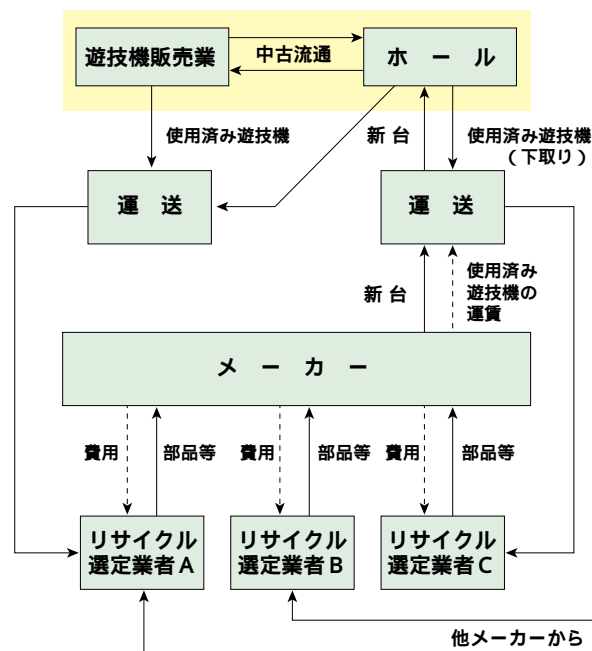 遊技機販売業
中古流通
ホ ー ル
使用済み遊技機
新 台
使用済み遊技機
（下取り）
運 送
運 送
新 台
使用済み
遊技機の
運賃
メ ー カ ー
費用
部品等
費用
部品等
費用
部品等
リサイクル
選定業者A
リサイクル
選定業者B
リサイクル
選定業者C
他メーカーから